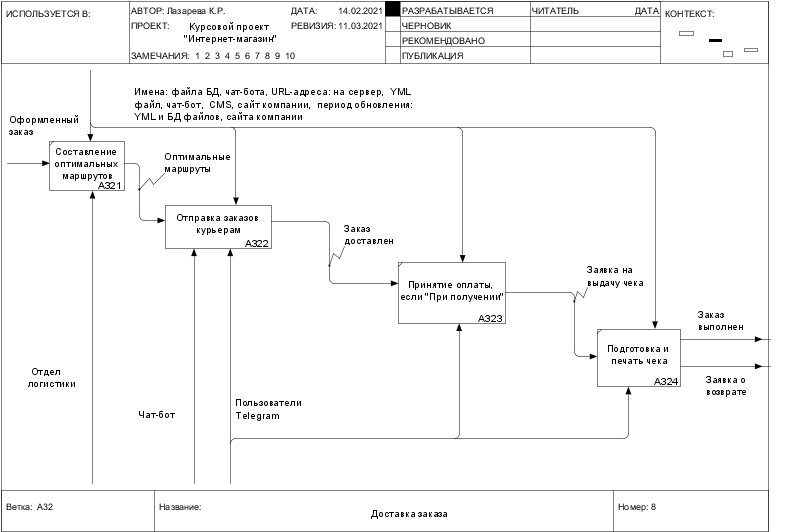 ИСПОЛЬЗУЕТСЯ В:
АВТОР: Лазарева К.Р.
ДАТА: 14.02.2021
РАЗРАБАТЫВАЕТСЯ
ЧИТАТЕЛЬ
ДАТА
КОНТЕКСТ:
ПРОЕКТ: Курсовой проект
"Интернет-магазин"
РЕВИЗИЯ: 11.03.2021
ЧЕРНОВИК
РЕКОМЕНДОВАНО
ЗАМЕЧАНИЯ: 1 2 3 4 5 6 7 8 9 10
ПУБЛИКАЦИЯ
Имена: файла БД, чат-бота, URL-адреса: на сервер, YML
файл, чат-бот, CMS, сайт компании, период обновления:
YML и БД файлов, сайта компании
Оформленный
заказ
Составление
оптимальных
маршрутов
A321
Оптимальные
маршруты
Отправка заказов
курьерам
A322
Заказ
доставлен
Принятие оплаты,
если "При получении"
A323
Заявка на
выдачу чека
Подготовка и
печать чека
A324
Заказ
выполнен
Заявка о
возврате
Отдел
логистики
Чат-бот
Пользователи
Telegram
Ветка: A32
Название:
Доставка заказа
Номер: 8